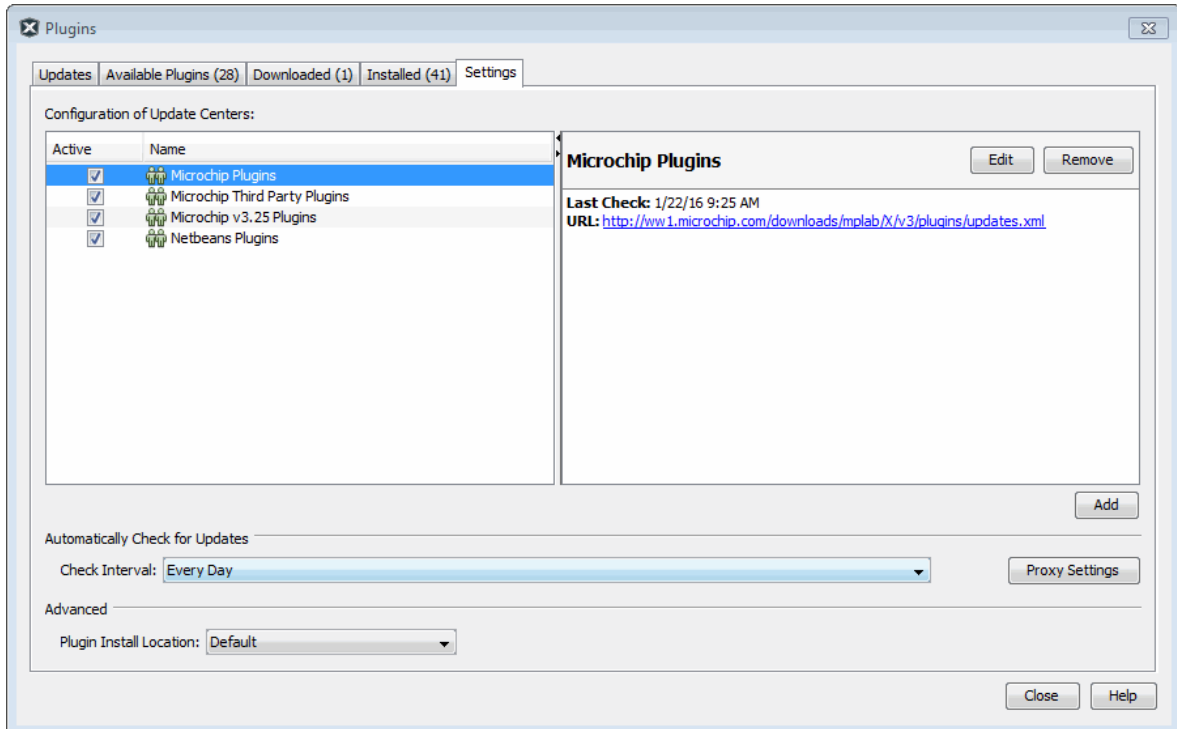 Plugins
Updates Available Plugins (28) Downloaded (1) Installed (41) Settings
Configuration of Update Centers:
Active Name
Microchip Plugins
Microchip Third Party Plugins
Microchip v3.25 Plugins
Netbeans Plugins
Microchip Plugins Edit Remove
Last Check: 1/22/16 9:25 AM
URL: http://ww1.microchip.com/downloads/mplab/X/v3/plugins/updates.xml
Add
Automatically Check for Updates
Check Interval: Every Day Proxy Settings
Advanced
Plugin Install Location: Default
Close Help